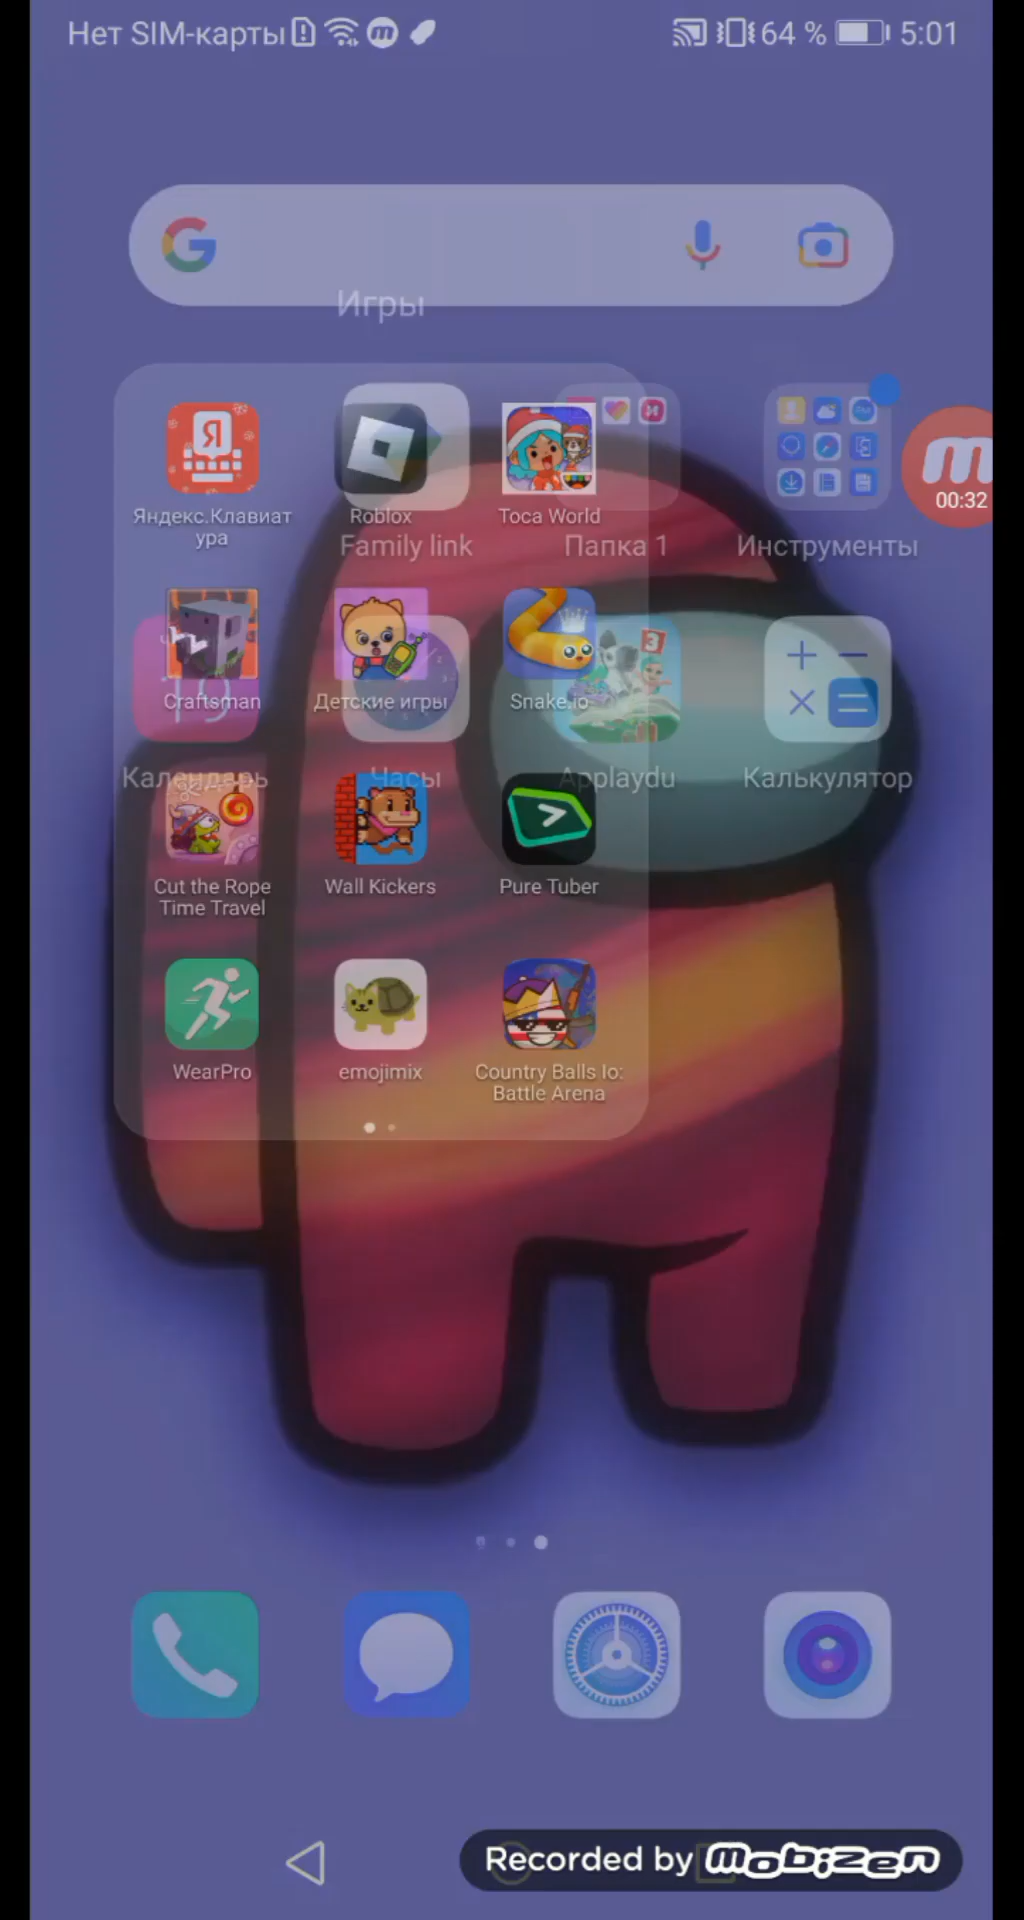 Нет SIM-карты 64 % 5:01
Игры
00:32
Яндекс.Клавиат
ура
Roblox
Toca World
Family link
Папка 1
Инструменты
Craftsman
Детские игры
Snake.io
19
Календарь
Часы
Applaydu
Калькулятор
Cut the Rope
Time Travel
Wall Kickers
Pure Tuber
WearPro
emojimix
Country Balls Io:
Battle Arena
Recorded by mobizen